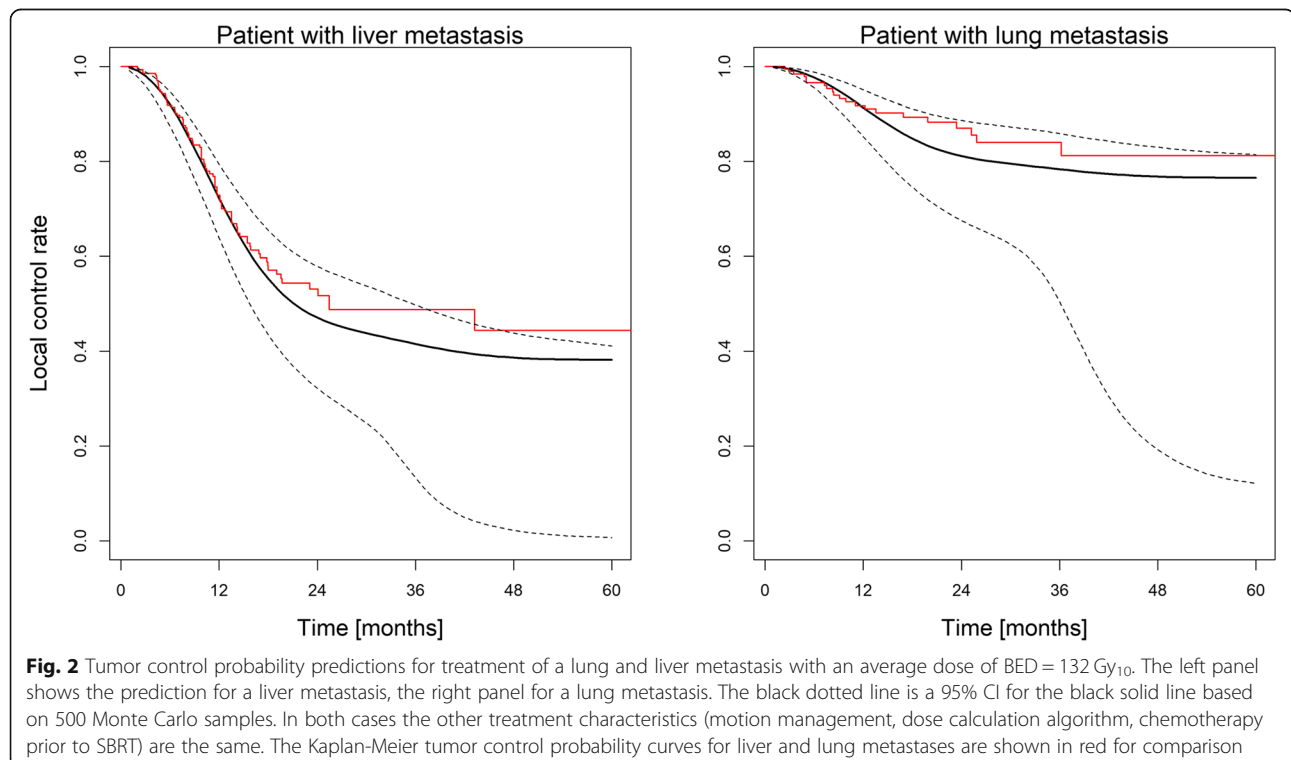 Patient with liver metastasis
Patient with lung metastasis
Local control rate
1.0
0.8
0.6
0.4
0.2
0.0
0
12
24
36
48
60
Time [months]
1.0
0.8
0.6
0.4
0.2
0.0
0
12
24
36
48
60
Time [months]
Fig. 2 Tumor control probability predictions for treatment of a lung and liver metastasis with an average dose of BED = 132 Gy₁₀. The left panel
shows the prediction for a liver metastasis, the right panel for a lung metastasis. The black dotted line is a 95% CI for the black solid line based
on 500 Monte Carlo samples. In both cases the other treatment characteristics (motion management, dose calculation algorithm, chemotherapy
prior to SBRT) are the same. The Kaplan-Meier tumor control probability curves for liver and lung metastases are shown in red for comparison